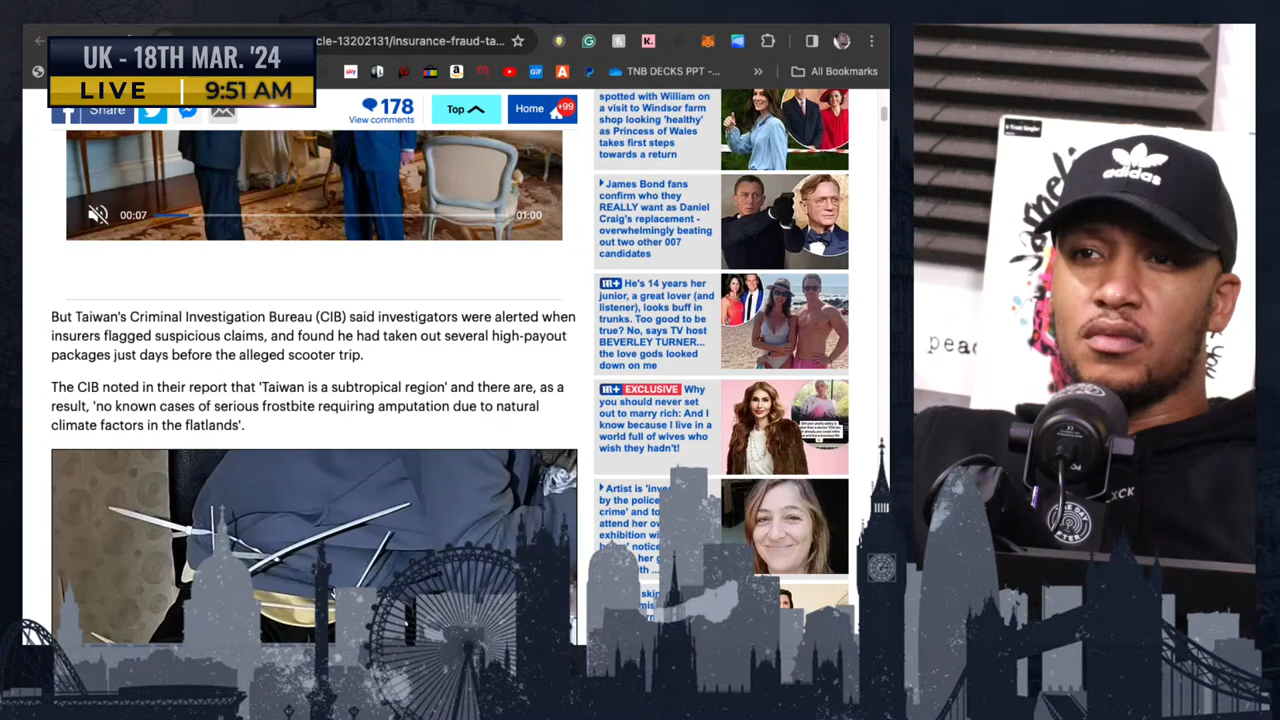 UK - 18TH MAR. '24
LIVE
9:51 AM
cle-13202131/insurance-fraud-ta...
sky
GIF
TNB DECKS PPT -...
All Bookmarks
Share
178
View comments
Top
Home
+99
00:07
01:00
But Taiwan's Criminal Investigation Bureau (CIB) said investigators were alerted when
insurers flagged suspicious claims, and found he had taken out several high-payout
packages just days before the alleged scooter trip.
The CIB noted in their report that 'Taiwan is a subtropical region' and there are, as a
result, 'no known cases of serious frostbite requiring amputation due to natural
climate factors in the flatlands'.
spotted with William on
a visit to Windsor farm
shop looking 'healthy'
as Princess of Wales
takes first steps
towards a return
James Bond fans
confirm who they
REALLY want as Daniel
Craig's replacement -
overwhelmingly beating
out two other 007
candidates
m+ He's 14 years her
junior, a great lover (and
listener), looks buff in
trunks. Too good to be
true? No, says TV host
BEVERLEY TURNER...
the love gods looked
down on me
m+ EXCLUSIVE Why
you should never set
out to marry rich: And I
know because I live in a
world full of wives who
wish they hadn't!
Artist is
by the police
crime' and to
attend her
exhibition
notice
her
adidas